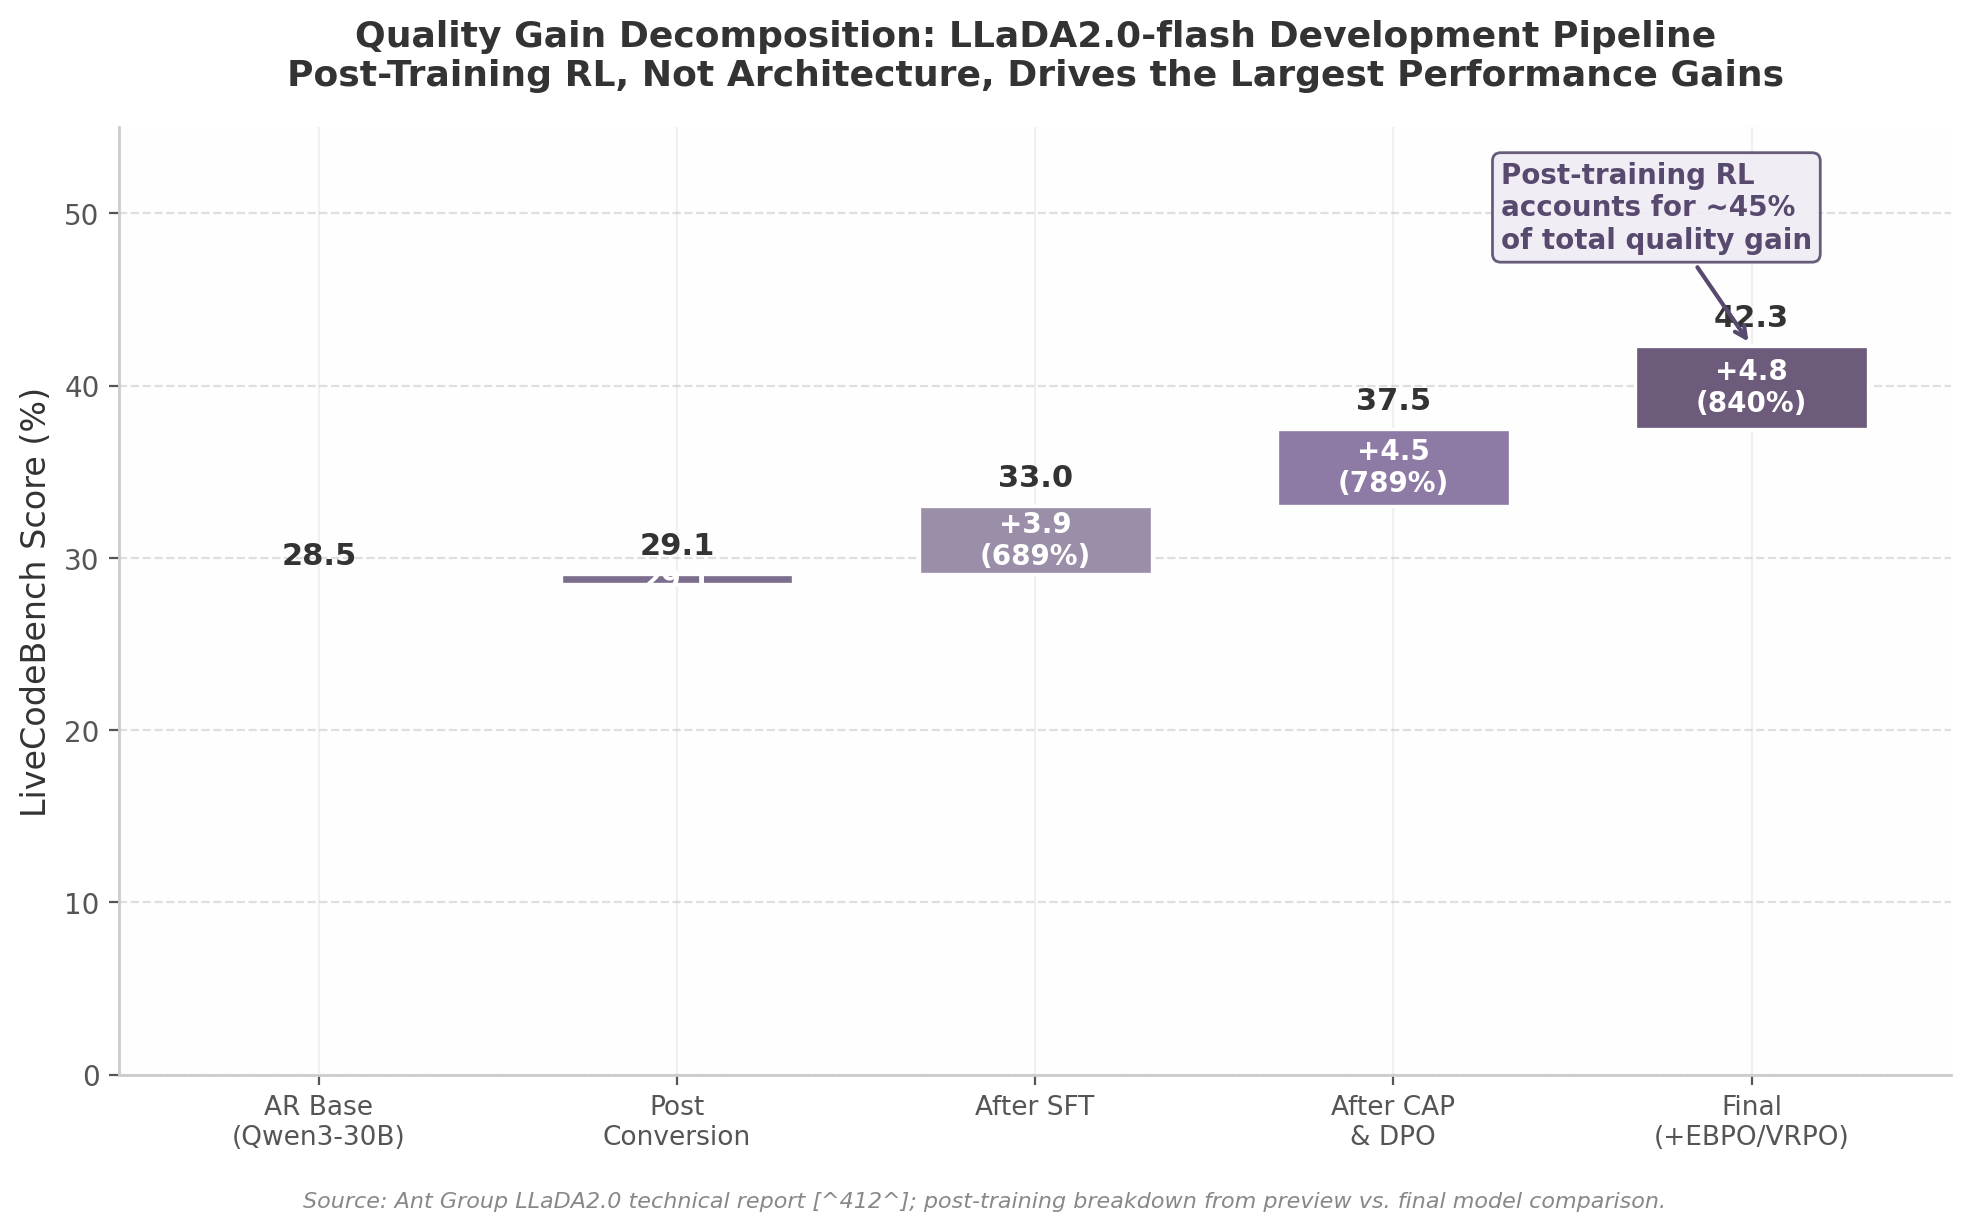 Quality Gain Decomposition: LLaDA2.0-flash Development Pipeline
Post-Training RL, Not Architecture, Drives the Largest Performance Gains
LiveCodeBench Score (%)
50
40
30
20
10
0
Post-training RL
accounts for ~45%
of total quality gain
28.5
29.1
33.0
+3.9
(689%)
37.5
+4.5
(789%)
42.3
+4.8
(840%)
AR Base
(Qwen3-30B)
Post
Conversion
After SFT
After CAP
& DPO
Final
(+EBPO/VRPO)
Source: Ant Group LLaDA2.0 technical report [^412^]; post-training breakdown from preview vs. final model comparison.